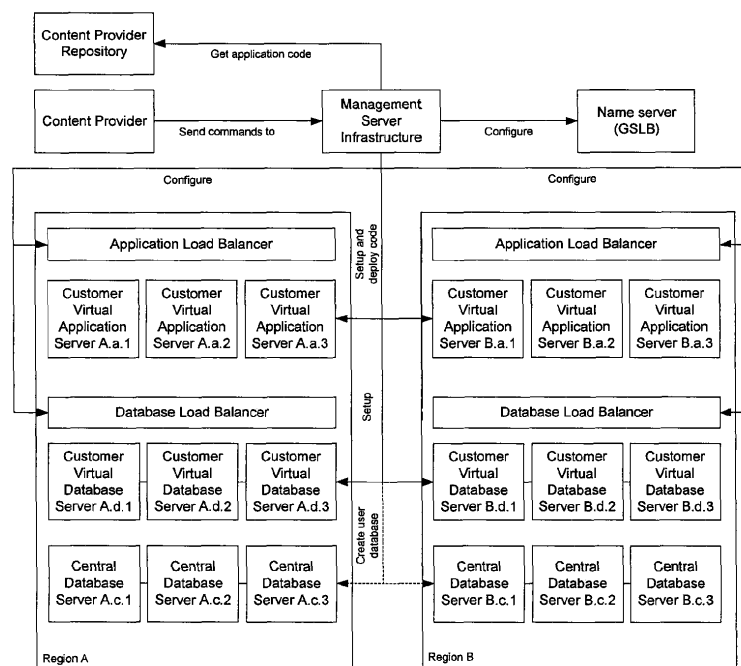 Content Provider
Repository
Get application code
Content Provider
Send commands to
Management
Server
Infrastructure
Configure
Name server
(GSLB)
Configure
Configure
Application Load Balancer
Setup and
deploy code
Application Load Balancer
Customer
Virtual
Application
Server A.a.1
Customer
Virtual
Application
Server A.a.2
Customer
Virtual
Application
Server A.a.3
Customer
Virtual
Application
Server B.a.1
Customer
Virtual
Application
Server B.a.2
Customer
Virtual
Application
Server B.a.3
Database Load Balancer
Setup
Database Load Balancer
Customer
Virtual
Database
Server A.d.1
Customer
Virtual
Database
Server A.d.2
Customer
Virtual
Database
Server A.d.3
Customer
Virtual
Database
Server B.d.1
Customer
Virtual
Database
Server B.d.2
Customer
Virtual
Database
Server B.d.3
Create user
database
Central
Database
Server A.c.1
Central
Database
Server A.c.2
Central
Database
Server A.c.3
Central
Database
Server B.c.1
Central
Database
Server B.c.2
Central
Database
Server B.c.3
Region A
Region B